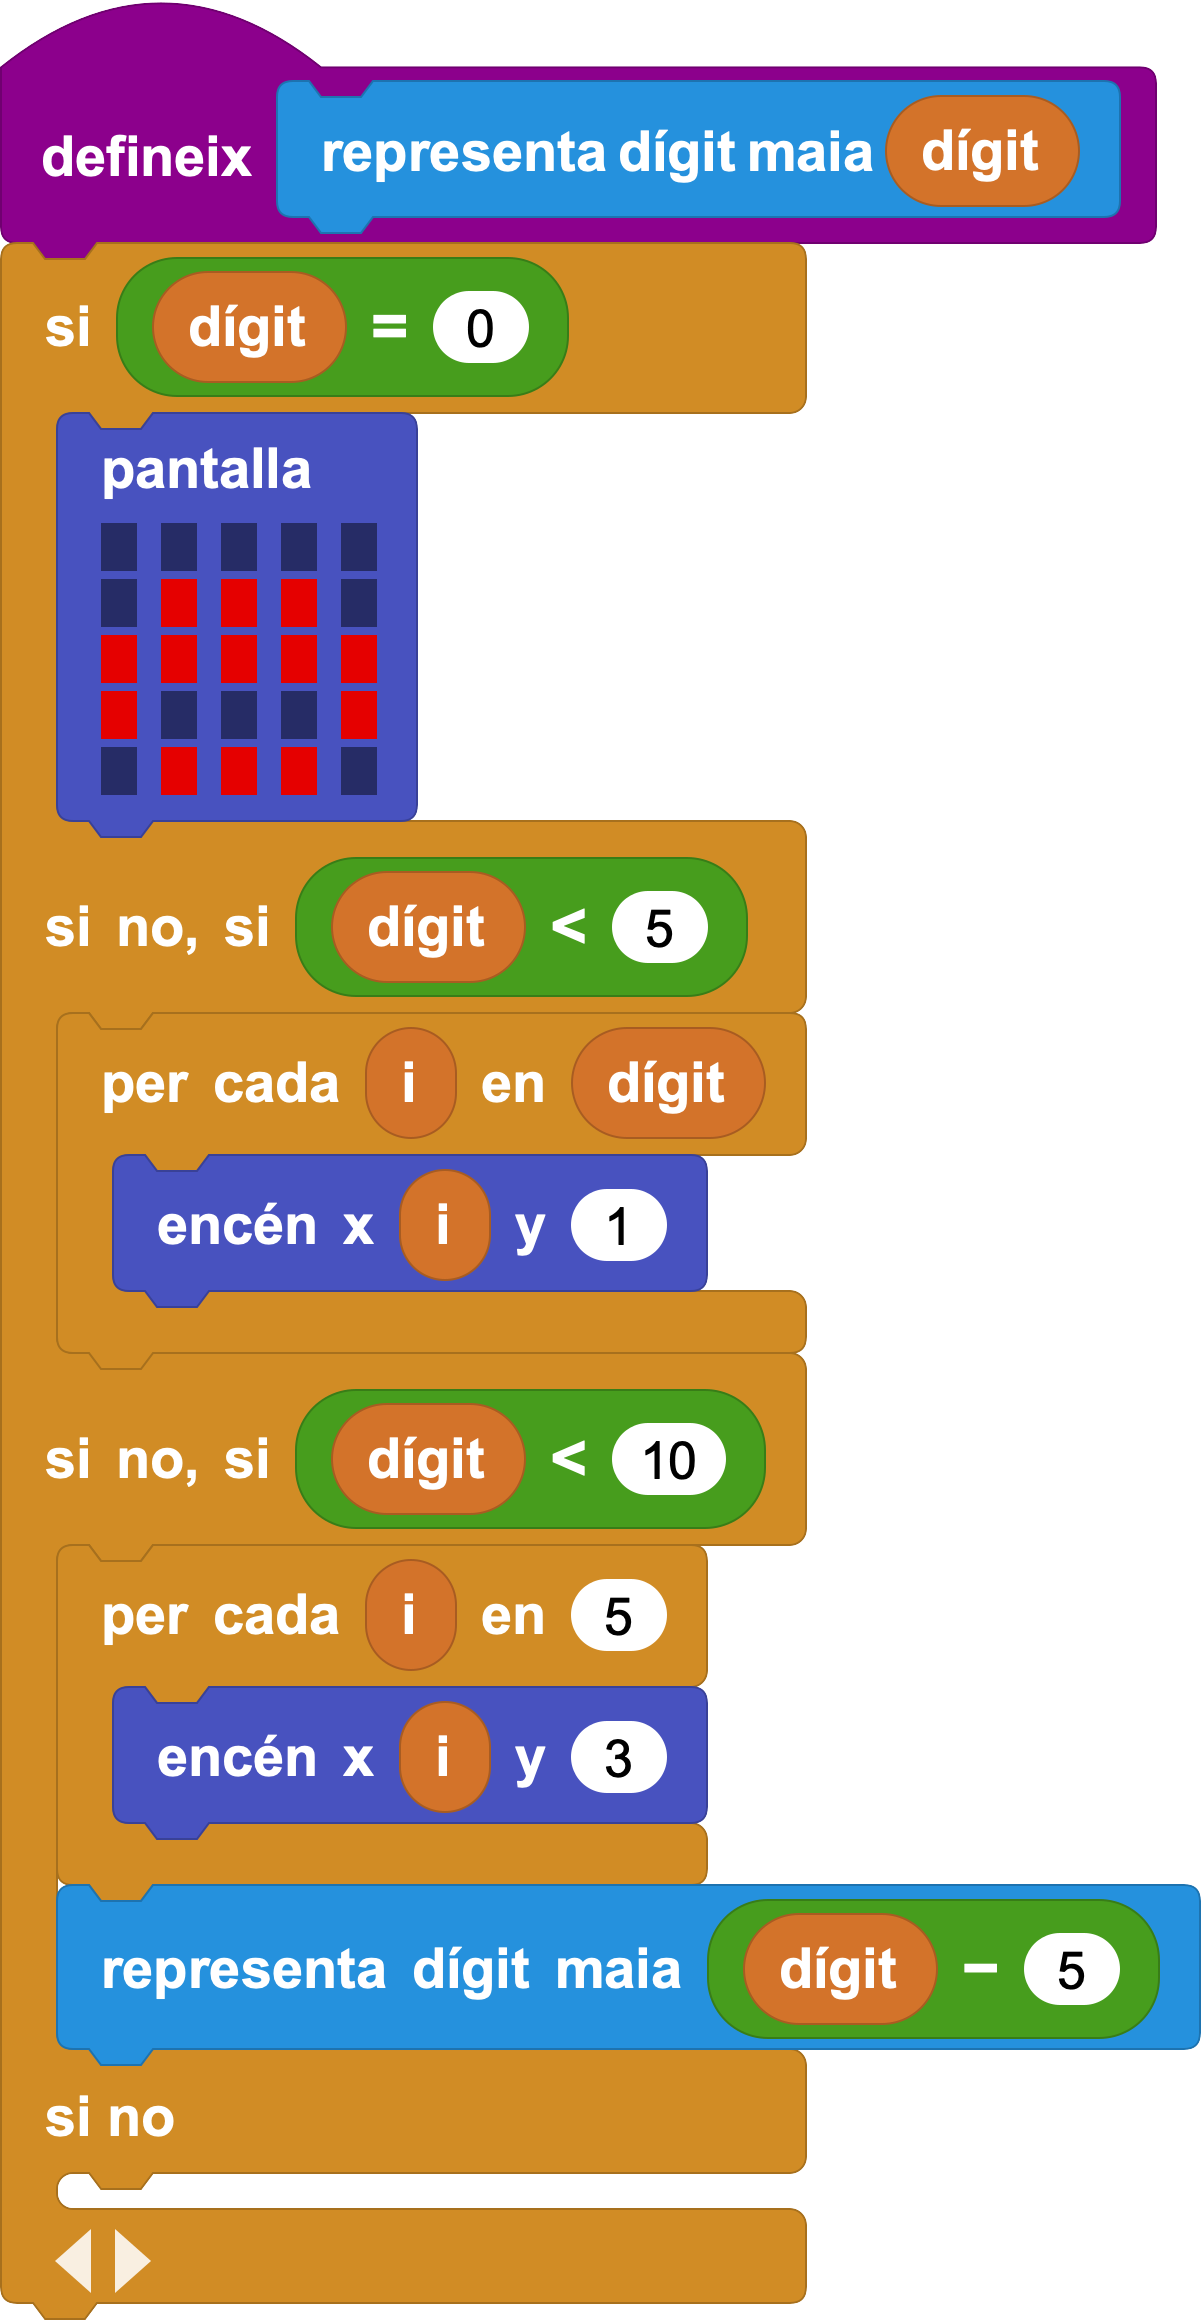 defineix representa dígit maia dígit
si dígit = 0
pantalla
si no, si dígit < 5
per cada i en dígit
encén x i y 1
si no, si dígit < 10
per cada i en 5
encén x i y 3
representa dígit maia dígit − 5
si no